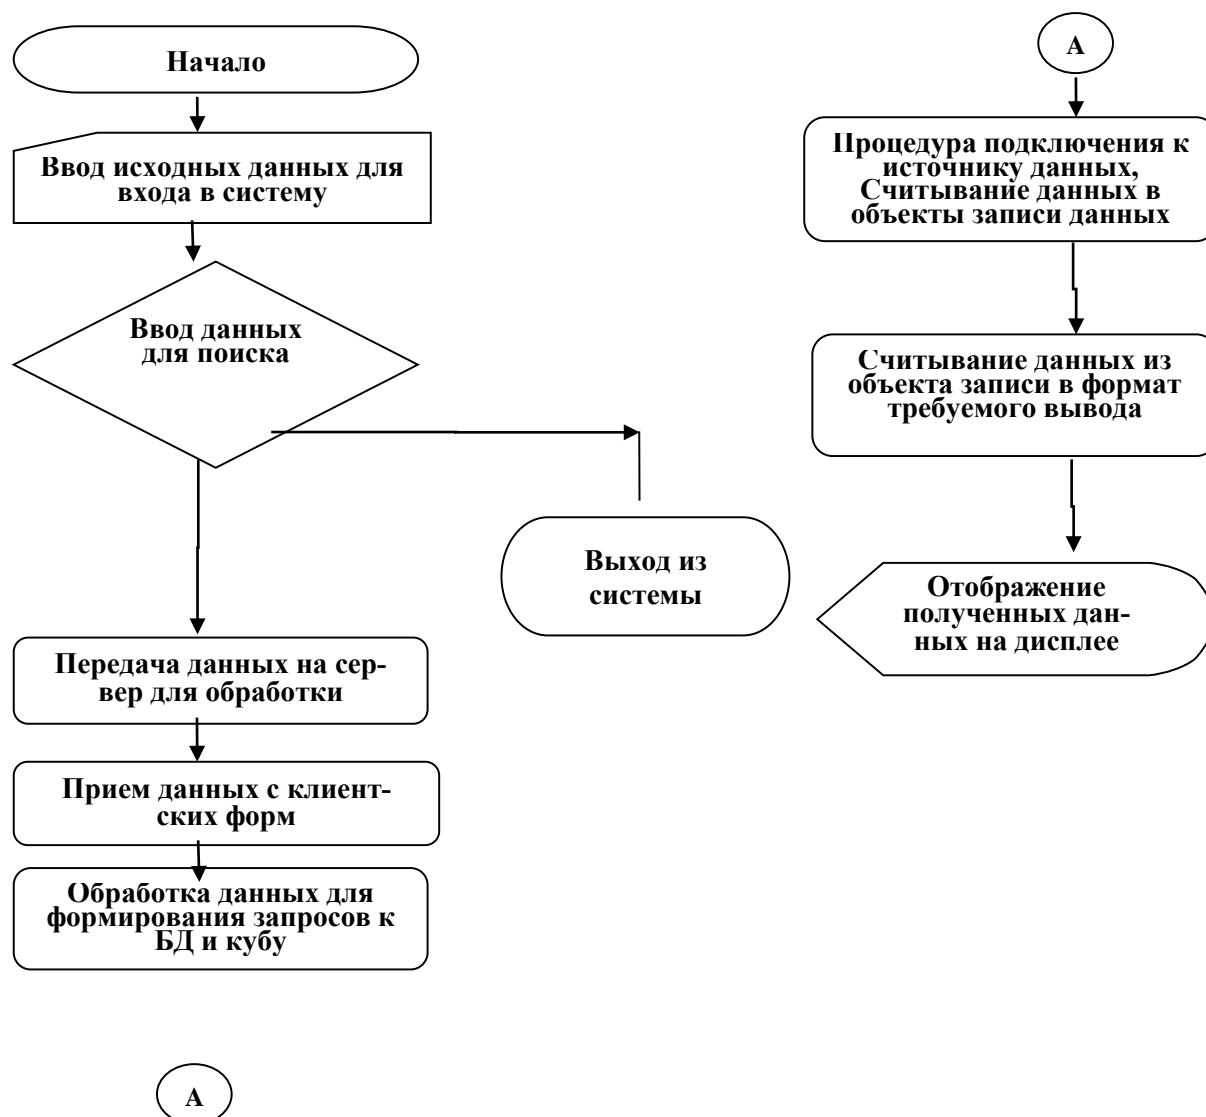 Начало
Ввод исходных данных для
входа в систему
Ввод данных
для поиска
Выход из
системы
Передача данных на сер-
вер для обработки
Прием данных с клиент-
ских форм
Обработка данных для
формирования запросов к
БД и кубу
А
А
Процедура подключения к
источнику данных,
Считывание данных в
объекты записи данных
Считывание данных из
объекта записи в формат
требуемого вывода
Отображение
полученных дан-
ных на дисплее